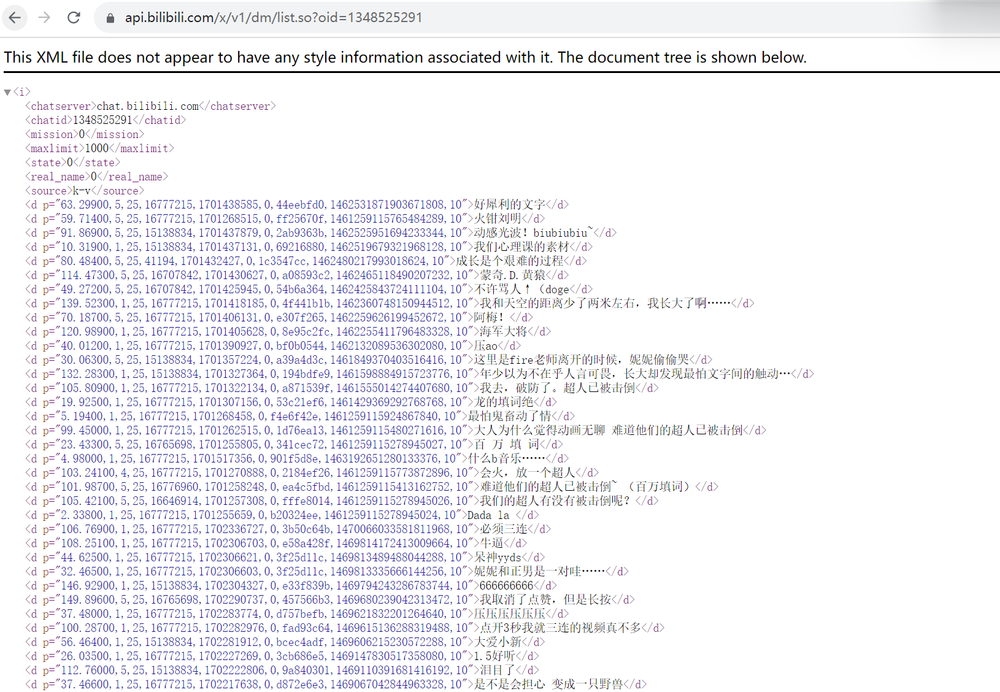 api.bilibili.com/x/v1/dm/list.so?oid=1348525291
This XML file does not appear to have any style information associated with it. The document tree is shown below.
▼<i>
<chatserver>chat.bilibili.com</chatserver>
<chatid>1348525291</chatid>
<mission>0</mission>
<maxlimit>1000</maxlimit>
<state>0</state>
<real_name>0</real_name>
<source>k-v</source>
<d p="63.29900,5,25,16777215,1701438585,0,44eebfd0,1462531871903671808,10">好犀利的文字</d>
<d p="59.71400,5,25,16777215,1701268515,0,ff25670f,1461259115765484289,10">火钳刘明</d>
<d p="91.86900,5,25,15138834,1701437879,0,2ab9363b,1462525951694233344,10">动感光波！biubiubiu~</d>
<d p="10.31900,1,25,15138834,1701437131,0,69216880,1462519679321968128,10">我们心理课的素材</d>
<d p="80.48400,5,25,41194,1701432427,0,1c3547cc,1462480217993018624,10">成长是个艰难的过程</d>
<d p="114.47300,5,25,16707842,1701430627,0,a08593c2,1462465118490207232,10">蒙奇.D.黄猿</d>
<d p="49.27200,5,25,16707842,1701425945,0,54b6a364,1462425843724111104,10">不许骂人↑（doge</d>
<d p="139.52300,1,25,16777215,1701418185,0,4f441b1b,1462360748150944512,10">我和天空的距离少了两米左右，我长大了啊……</d>
<d p="70.18700,5,25,16777215,1701406131,0,e307f265,1462259626199452672,10">阿梅！</d>
<d p="120.98900,1,25,16777215,1701405628,0,8e95c2fc,1462255411796483328,10">海军大将</d>
<d p="40.01200,1,25,16777215,1701390927,0,bf0b0544,1462132089536302080,10">压ao</d>
<d p="30.06300,5,25,15138834,1701357224,0,a39a4d3c,1461849370403516416,10">这里是fire老师离开的时候，妮妮偷偷哭</d>
<d p="132.28300,1,25,15138834,1701327364,0,194bdfe9,1461598884915723776,10">年少以为不在乎人言可畏，长大却发现最怕文字间的触动…</d>
<d p="105.80900,1,25,16777215,1701322134,0,a871539f,1461555014274407680,10">我去，破防了。超人已被击倒</d>
<d p="19.92500,1,25,16777215,1701307156,0,53c21ef6,1461429369292768768,10">龙的填词绝</d>
<d p="5.19400,1,25,16777215,1701268458,0,f4e6f42e,1461259115924867840,10">最怕鬼畜动了情</d>
<d p="99.45000,1,25,16777215,1701262515,0,1d76ea13,1461259115480271616,10">大人为什么觉得动画无聊 难道他们的超人已被击倒</d>
<d p="23.43300,5,25,16765698,1701255805,0,341cec72,1461259115278945027,10">百 万 填 词</d>
<d p="4.98000,1,25,16777215,1701517356,0,901f5d8e,1463192651280133376,10">什么b音乐……</d>
<d p="103.24100,4,25,16777215,1701270888,0,2184ef26,1461259115773872896,10">会火，放一个超人</d>
<d p="101.98700,5,25,16776960,1701258248,0,ea4c5fbd,1461259115413162752,10">难道他们的超人已被击倒~ （百万填词）</d>
<d p="105.42100,5,25,16646914,1701257308,0,fffe8014,1461259115278945026,10">我们的超人有没有被击倒呢？</d>
<d p="2.33800,1,25,16777215,1701255659,0,b20324ee,1461259115278945024,10">Dada la </d>
<d p="106.76900,1,25,16777215,1702336727,0,3b50c64b,1470066033581811968,10">必须三连</d>
<d p="108.25100,1,25,16777215,1702306703,0,e58a428f,1469814172413009664,10">牛逼</d>
<d p="44.62500,1,25,16777215,1702306621,0,3f25d11c,1469813489488044288,10">呆神yyds</d>
<d p="32.46500,1,25,16777215,1702306603,0,3f25d11c,1469813335666144256,10">妮妮和正男是一对哇……</d>
<d p="146.92900,1,25,15138834,1702304327,0,e33f839b,1469794243286783744,10">666666666</d>
<d p="149.89600,5,25,16765698,1702290737,0,457566b3,1469680239042313472,10">我取消了点赞，但是长按</d>
<d p="37.48000,1,25,16777215,1702283774,0,d757befb,1469621832201264640,10">压压压压压压</d>
<d p="100.28700,1,25,16777215,1702282976,0,fad93c64,1469615136288319488,10">点开3秒我就三连的视频真不多</d>
<d p="56.46400,1,25,15138834,1702281912,0,bcec4adf,1469606215230572288,10">大爱小新</d>
<d p="26.03500,1,25,16777215,1702227269,0,3cb686e5,1469147830517358080,10">1.5好听</d>
<d p="112.76000,5,25,15138834,1702222806,0,9a840301,1469110391681416192,10">泪目了</d>
<d p="37.46600,1,25,16777215,1702217638,0,d872e6e3,1469067042844963328,10">是不是会担心 变成一只野兽</d>